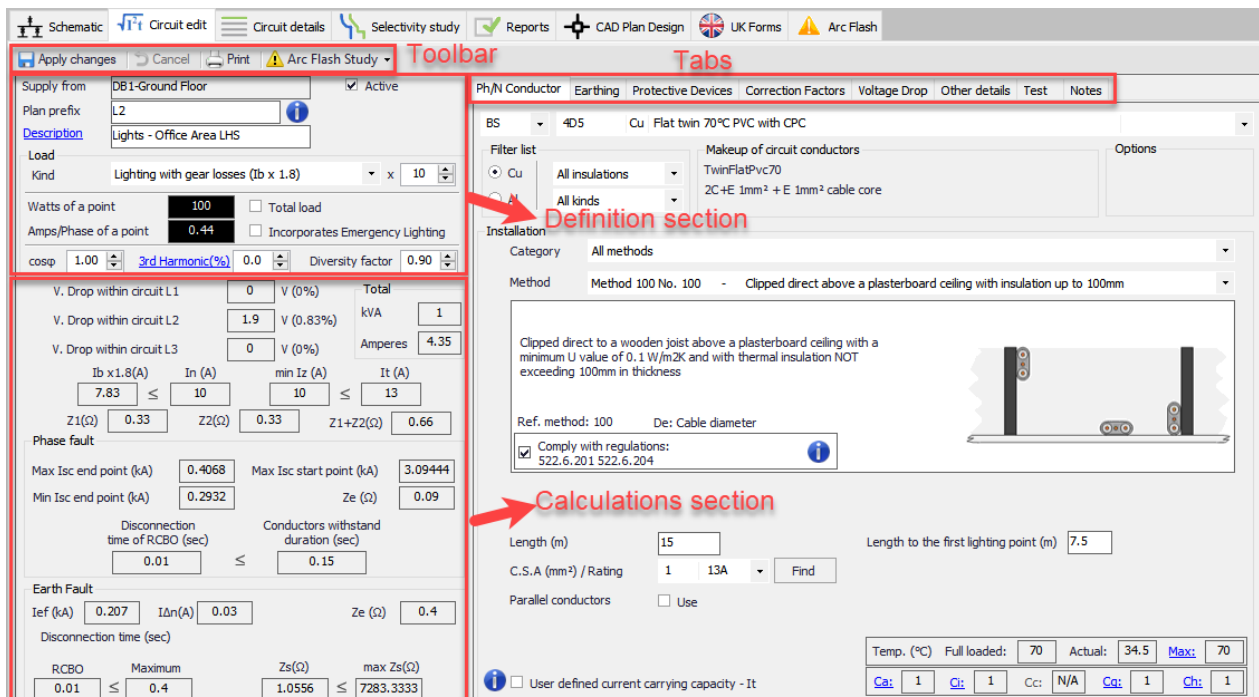 Schematic Circuit edit Circuit details Selectivity study Reports CAD Plan Design UK Forms Arc Flash
Apply changes Cancel Print Arc Flash Study Toolbar
Tabs
Supply from DB1-Ground Floor Active
Plan prefix L2
Description Lights - Office Area LHS
Load
Kind Lighting with gear losses (Ib x 1.8) x 10
Watts of a point 100 Total load
Amps/Phase of a point 0.44 Incorporates Emergency Lighting
cosφ 1.00 3rd Harmonic(%) 0.0 Diversity factor 0.90
Definition section
V. Drop within circuit L1 0 V (0%)
V. Drop within circuit L2 1.9 V (0.83%)
V. Drop within circuit L3 0 V (0%)
Total
kVA 1
Amperes 4.35
Ib x1.8(A) In (A) min Iz (A) It (A)
7.83 ≤ 10 10 ≤ 13
Z1(Ω) 0.33 Z2(Ω) 0.33 Z1+Z2(Ω) 0.66
Phase fault
Max Isc end point (kA) 0.4068 Max Isc start point (kA) 3.09444
Min Isc end point (kA) 0.2932 Ze (Ω) 0.09
Disconnection Conductors withstand
time of RCBO (sec) duration (sec)
0.01 ≤ 0.15
Earth Fault
Ief (kA) 0.207 IΔn(A) 0.03 Ze (Ω) 0.4
Disconnection time (sec)
RCBO Maximum Zs(Ω) max Zs(Ω)
0.01 ≤ 0.4 1.0556 ≤ 7283.3333
Calculations section
Ph/N Conductor Earthing Protective Devices Correction Factors Voltage Drop Other details Test Notes
BS 4D5 Cu Flat twin 70°C PVC with CPC
Filter list
Cu All insulations
Al All kinds
Makeup of circuit conductors
TwinFlatPvc70
2C+E 1mm² + E 1mm² cable core
Options
Installation
Category All methods
Method Method 100 No. 100 - Clipped direct above a plasterboard ceiling with insulation up to 100mm
Clipped direct to a wooden joist above a plasterboard ceiling with a
minimum U value of 0.1 W/m2K and with thermal insulation NOT
exceeding 100mm in thickness
Ref. method: 100 De: Cable diameter
Comply with regulations:
522.6.201 522.6.204
Length (m) 15 Length to the first lighting point (m) 7.5
C.S.A (mm²) / Rating 1 13A Find
Parallel conductors Use
Temp. (°C) Full loaded: 70 Actual: 34.5 Max: 70
User defined current carrying capacity - It
Ca: 1 Ci: 1 Cc: N/A Cg: 1 Ch: 1